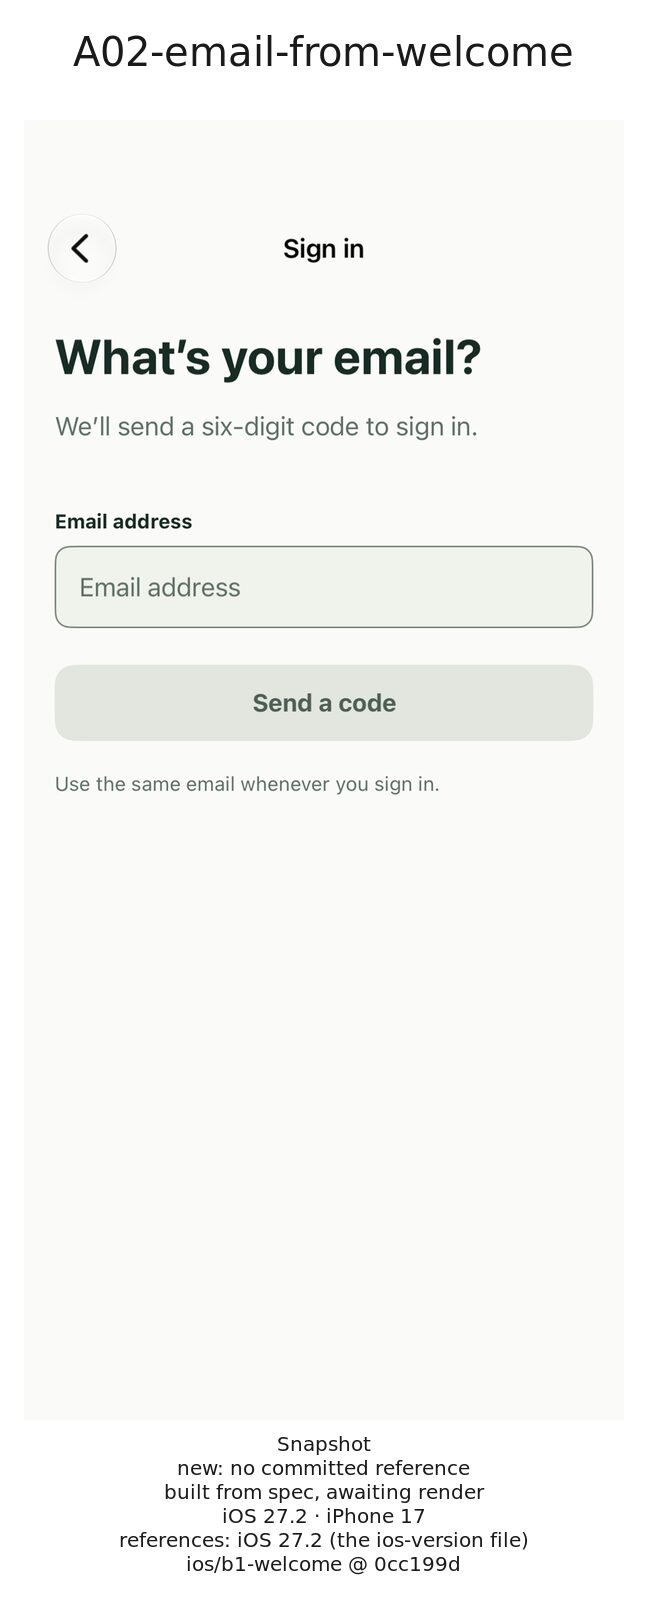 A02-email-from-welcome
Sign in
What’s your email?
We’ll send a six-digit code to sign in.
Email address
Email address
Send a code
Use the same email whenever you sign in.
Snapshot
new: no committed reference
built from spec, awaiting render
iOS 27.2 · iPhone 17
references: iOS 27.2 (the ios-version file)
ios/b1-welcome @ 0cc199d